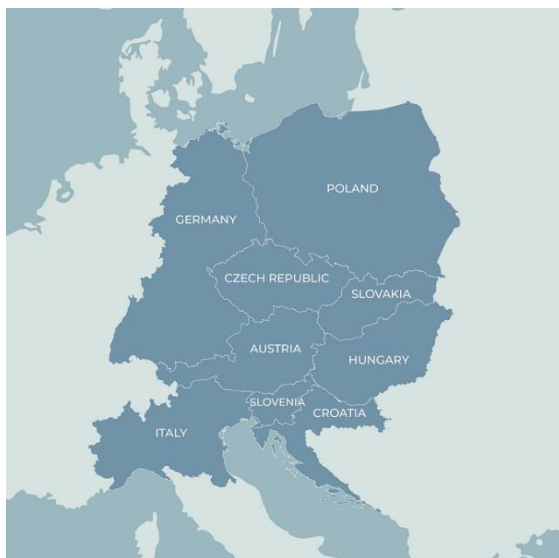 POLAND
GERMANY
CZECH REPUBLIC
SLOVAKIA
AUSTRIA
HUNGARY
SLOVENIA
CROATIA
ITALY